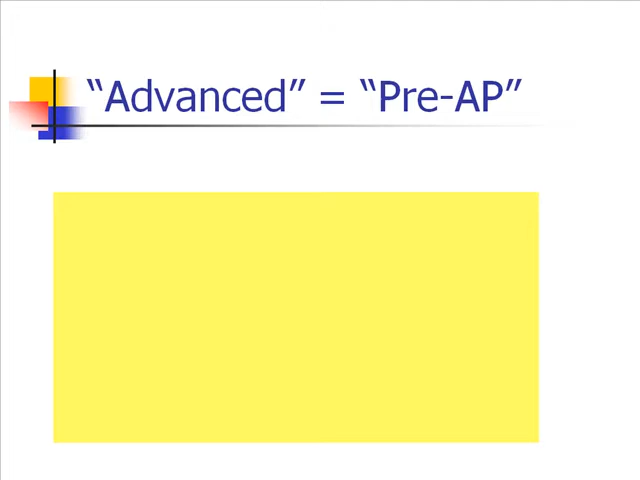 “Advanced” = “Pre-AP”